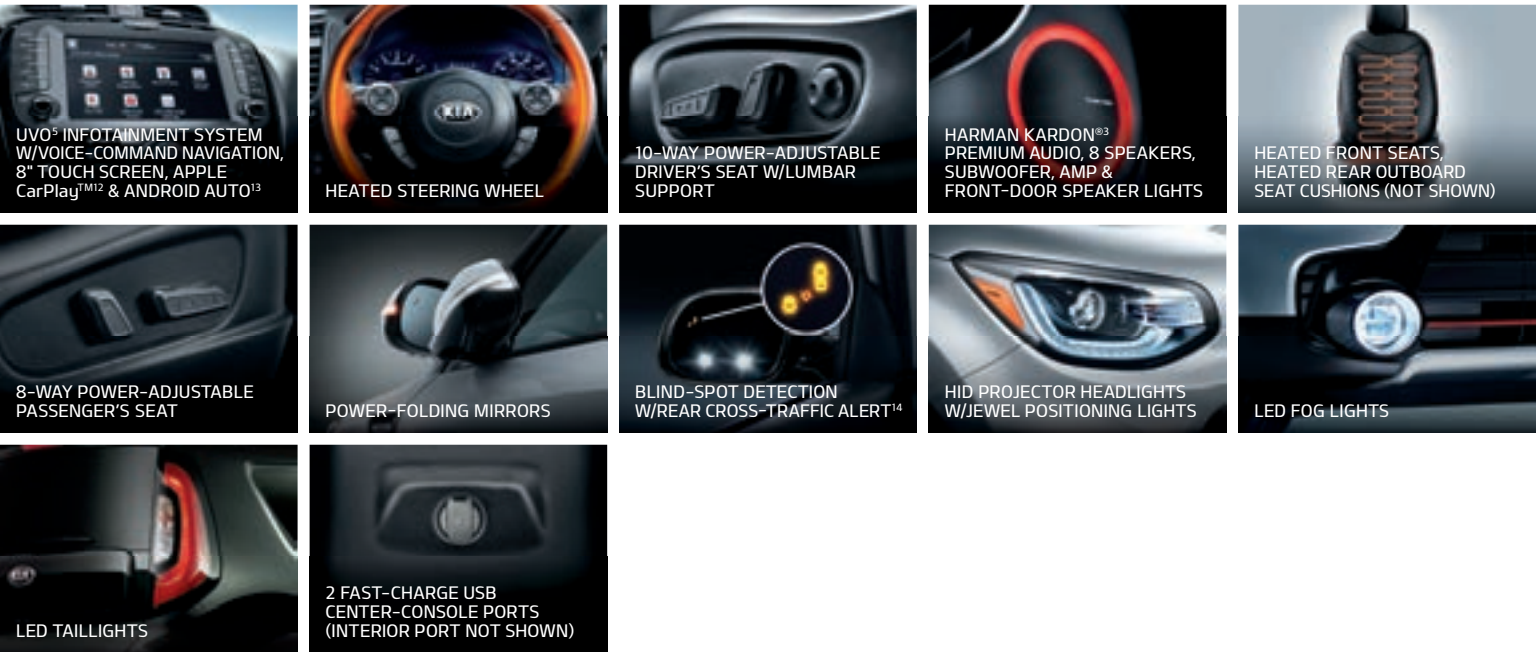 UVO⁵ INFOTAINMENT SYSTEM
W/VOICE-COMMAND NAVIGATION,
8" TOUCH SCREEN, APPLE
CarPlay™¹² & ANDROID AUTO¹³
KIA
HEATED STEERING WHEEL
10-WAY POWER-ADJUSTABLE
DRIVER'S SEAT W/LUMBAR
SUPPORT
HARMAN KARDON®³
PREMIUM AUDIO, 8 SPEAKERS,
SUBWOOFER, AMP &
FRONT-DOOR SPEAKER LIGHTS
HEATED FRONT SEATS,
HEATED REAR OUTBOARD
SEAT CUSHIONS (NOT SHOWN)
8-WAY POWER-ADJUSTABLE
PASSENGER'S SEAT
POWER-FOLDING MIRRORS
BLIND-SPOT DETECTION
W/REAR CROSS-TRAFFIC ALERT¹⁴
HID PROJECTOR HEADLIGHTS
W/JEWEL POSITIONING LIGHTS
LED FOG LIGHTS
LED TAILLIGHTS
2 FAST-CHARGE USB
CENTER-CONSOLE PORTS
(INTERIOR PORT NOT SHOWN)